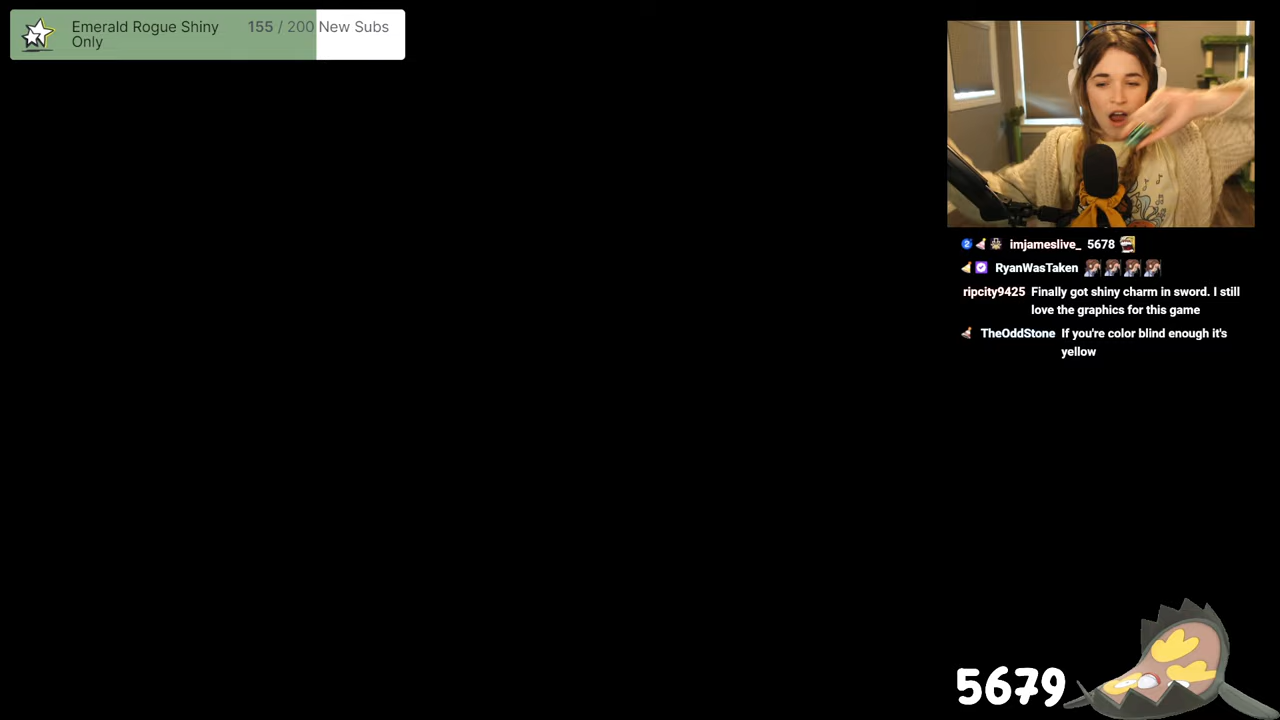 Emerald Rogue Shiny Only
155 / 200 New Subs
2 imjameslive_ 5678
RyanWasTaken
ripcity9425 Finally got shiny charm in sword. I still
love the graphics for this game
TheOddStone If you're color blind enough it's
yellow
5679